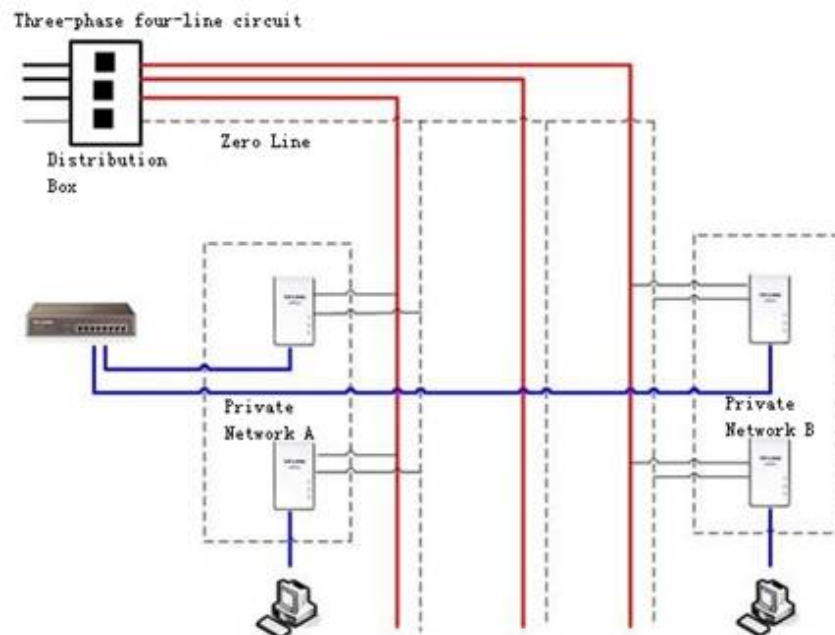 Three-phase four-line circuit
Zero Line
Distribution
Box
Private
Network A
Private
Network B